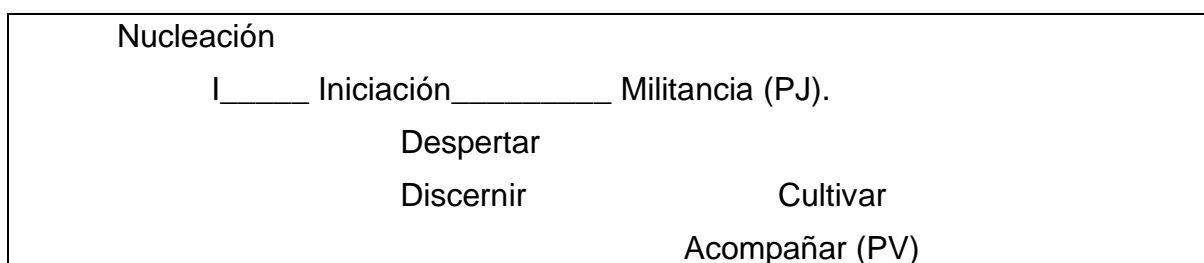 Nucleación
I_____ Iniciación_________ Militancia (PJ).
Despertar
Discernir Cultivar
Acompañar (PV)